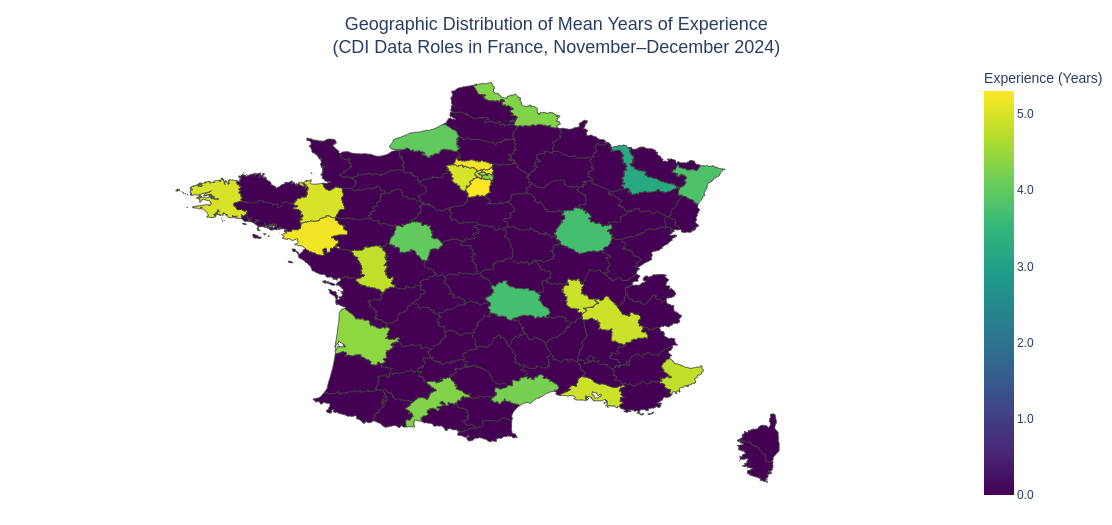 Geographic Distribution of Mean Years of Experience
(CDI Data Roles in France, November–December 2024)
Experience (Years)
5.0
4.0
3.0
2.0
1.0
0.0